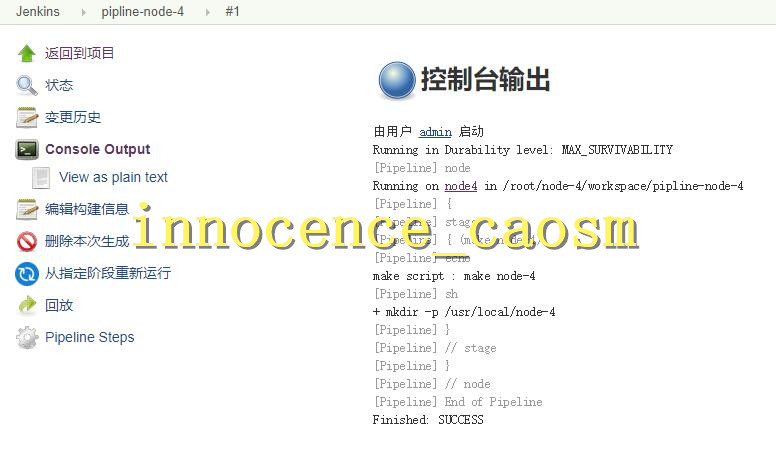 Jenkins pipline-node-4 #1
返回到项目
状态
变更历史
Console Output
View as plain text
编辑构建信息
删除本次生成
从指定阶段重新运行
回放
Pipeline Steps
控制台输出
由用户 admin 启动
Running in Durability level: MAX_SURVIVABILITY
[Pipeline] node
Running on node4 in /root/node-4/workspace/pipline-node-4
[Pipeline] {
[Pipeline] stage
[Pipeline] { (make
[Pipeline] echo
make script : make node-4
[Pipeline] sh
+ mkdir -p /usr/local/node-4
[Pipeline] }
[Pipeline] // stage
[Pipeline] }
[Pipeline] // node
[Pipeline] End of Pipeline
Finished: SUCCESS
innocence_caosm